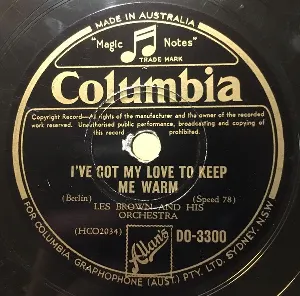 MADE IN AUSTRALIA
"Magic Notes"
TRADE MARK
Columbia
Copyright Record—All rights of the manufacturer and the owner of the recorded
work reserved. Unauthorised public performance, broadcasting and copying of
this record prohibited.
I'VE GOT MY LOVE TO KEEP
ME WARM
(Berlin) (Speed 78)
LES BROWN AND HIS
ORCHESTRA
(HCO2034) Allans DO-3300
FOR COLUMBIA GRAPHOPHONE (AUST.) PTY. LTD. SYDNEY, N.S.W.